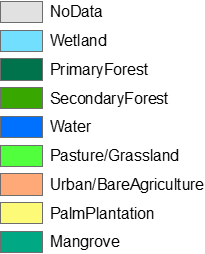 NoData
Wetland
PrimaryForest
SecondaryForest
Water
Pasture/Grassland
Urban/BareAgriculture
PalmPlantation
Mangrove